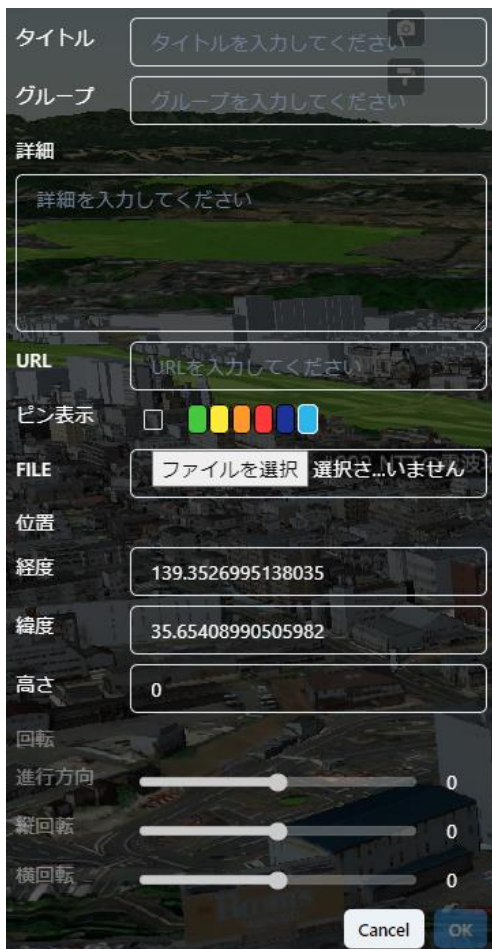 タイトル タイトルを入力してください
グループ グループを入力してください
詳細
詳細を入力してください
URL URLを入力してください
ピン表示
FILE ファイルを選択 選択さ...いません
位置
経度 139.3526995138035
緯度 35.65408990505982
高さ 0
回転
進行方向 0
縦回転 0
横回転 0
Cancel OK